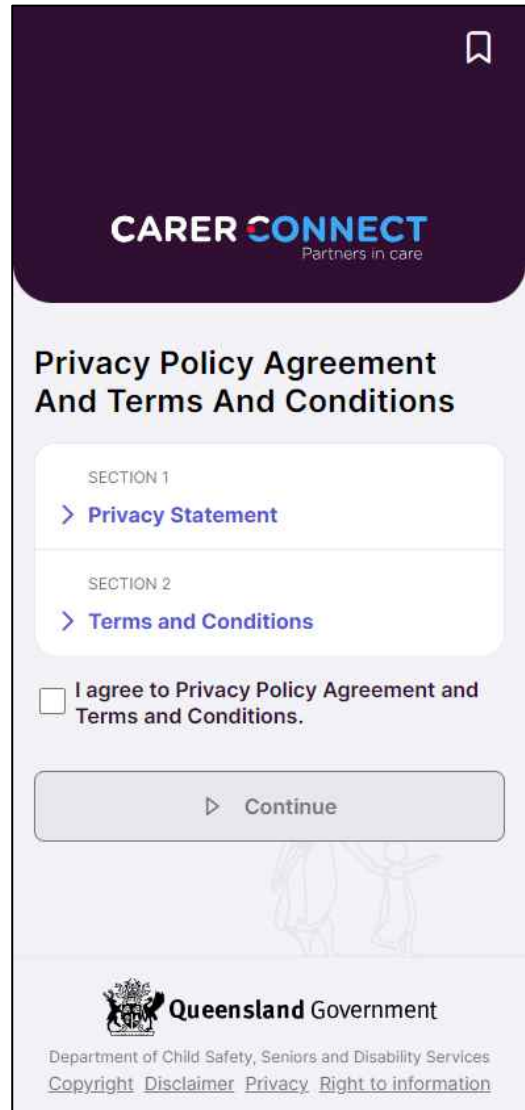 CARER CONNECT
Partners in care
Privacy Policy Agreement
And Terms And Conditions
SECTION 1
Privacy Statement
SECTION 2
Terms and Conditions
I agree to Privacy Policy Agreement and
Terms and Conditions.
Continue
Queensland Government
Department of Child Safety, Seniors and Disability Services
Copyright Disclaimer Privacy Right to information